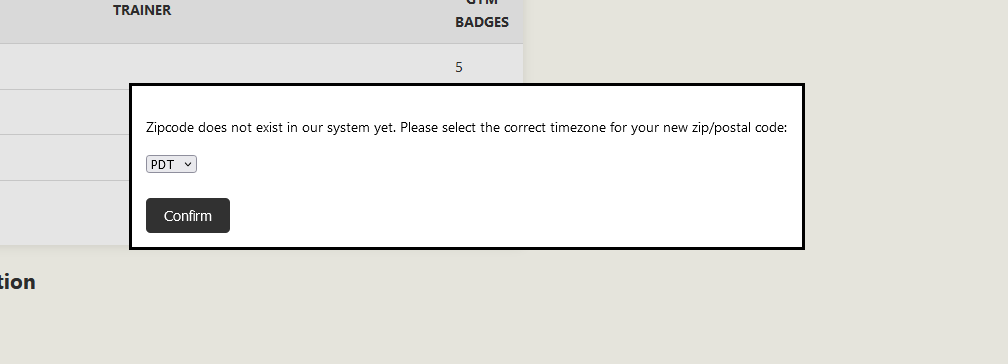 TRAINER
GYM
BADGES
5
Zipcode does not exist in our system yet. Please select the correct timezone for your new zip/postal code:
PDT
Confirm
tion